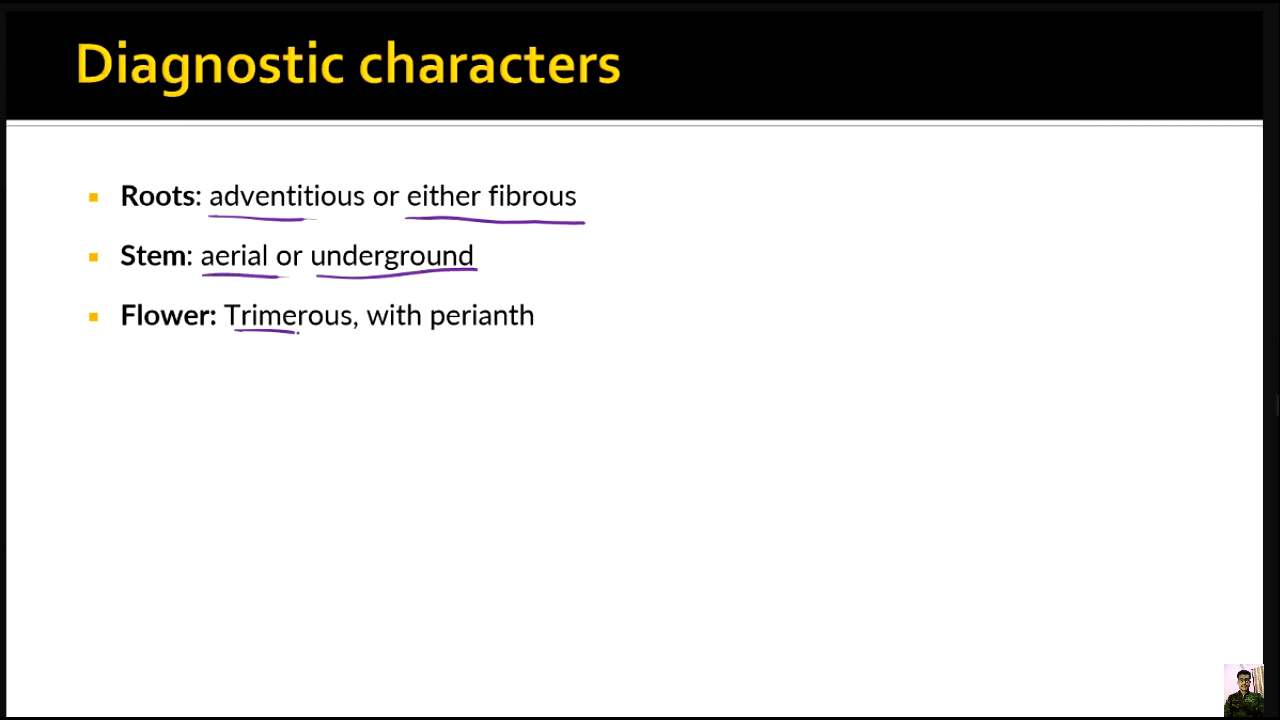 Diagnostic characters
Roots: adventitious or either fibrous
Stem: aerial or underground
Flower: Trimerous, with perianth